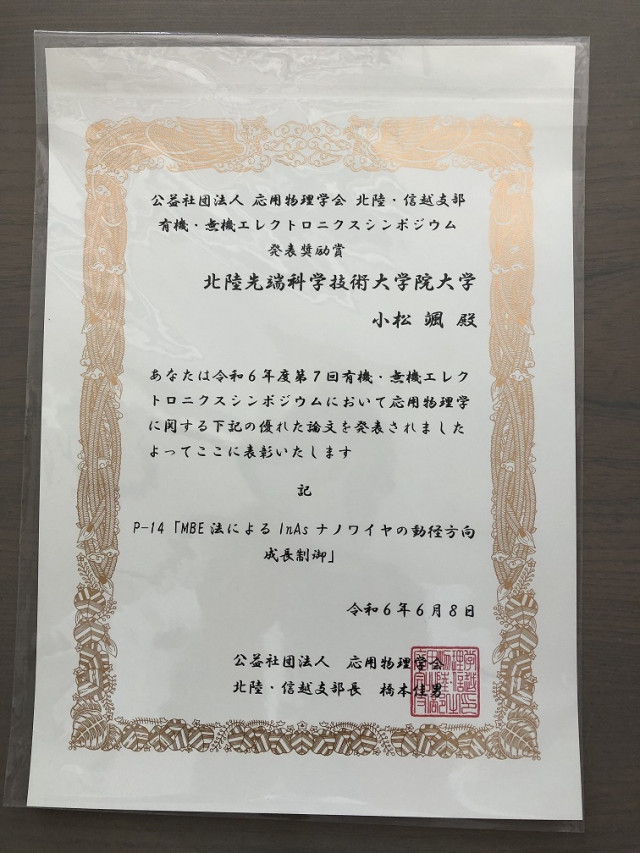 公益社団法人 応用物理学会 北陸・信越支部
有機・無機エレクトロニクスシンポジウム
発表奨励賞
北陸先端科学技術大学院大学
小松 颯 殿
あなたは令和6年度第7回有機・無機エレク
トロニクスシンポジウムにおいて応用物理学
に関する下記の優れた論文を発表されました
よってここに表彰いたします
記
P-14「MBE法によるInAsナノワイヤの動径方向
成長制御」
令和6年6月8日
公益社団法人 応用物理学会
北陸・信越支部長 橋本佳男